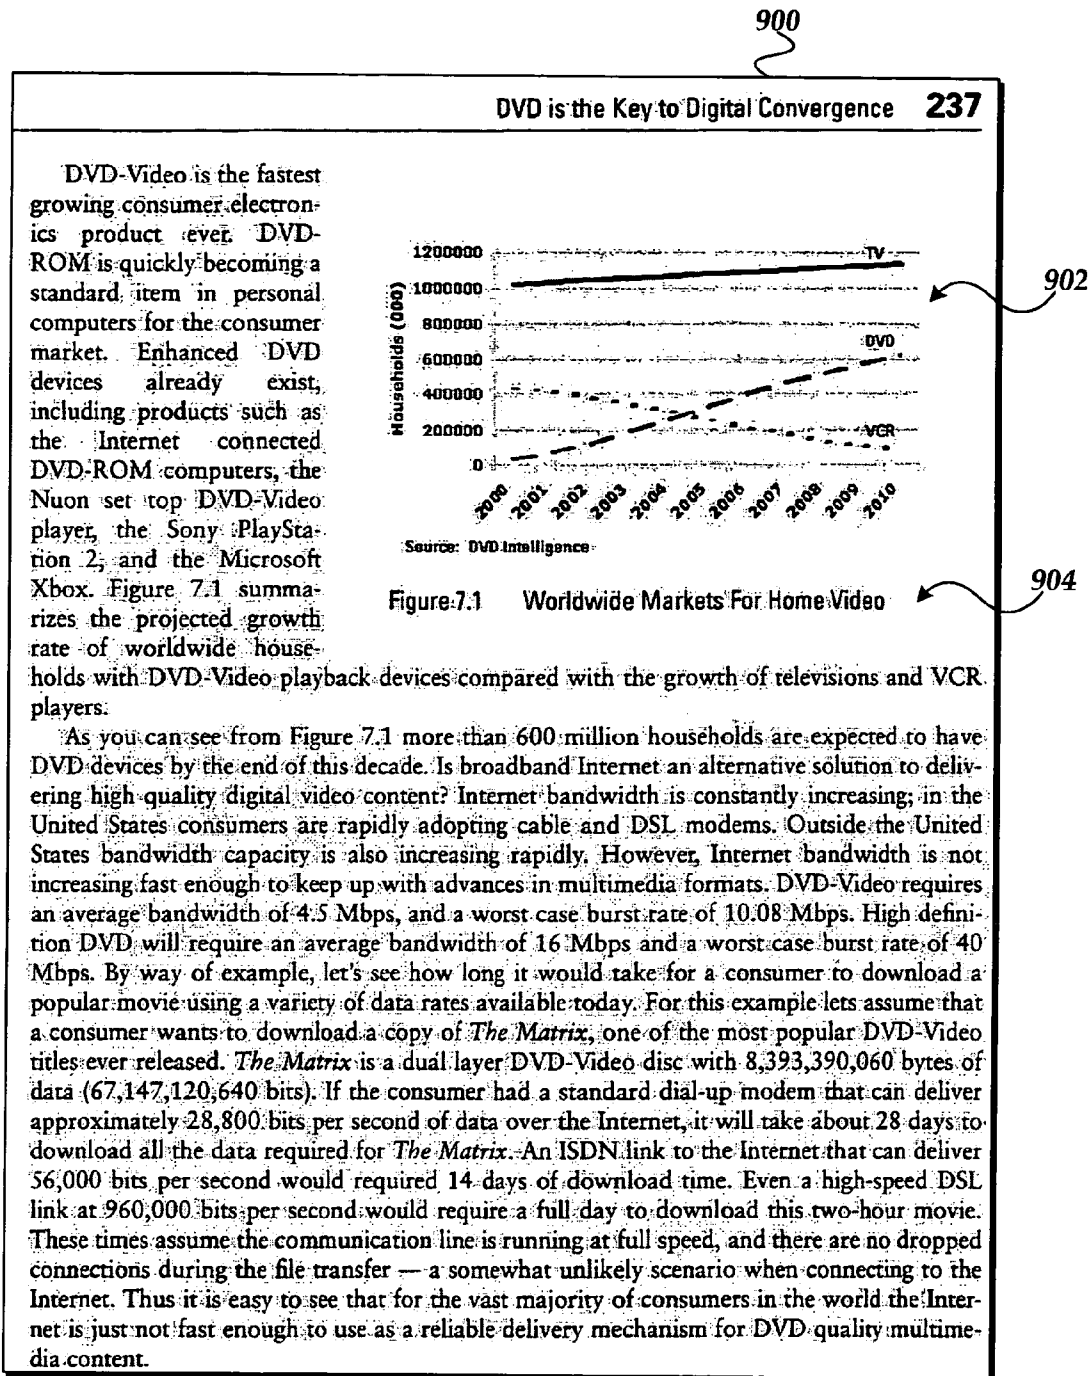 900
DVD is the Key to Digital Convergence 237
DVD-Video is the fastest
growing consumer electron-
ics product ever. DVD-
ROM is quickly becoming a
standard item in personal
computers for the consumer
market. Enhanced DVD
devices already exist,
including products such as
the Internet connected
DVD-ROM computers, the
Nuon set top DVD-Video
player, the Sony PlaySta-
tion 2, and the Microsoft
Xbox. Figure 7.1 summa-
rizes the projected growth
rate of worldwide house-
holds with DVD-Video playback devices compared with the growth of televisions and VCR
players.
Households (000)
1200000
1000000
800000
600000
400000
200000
0
TV
DVD
VCR
2000 2001 2002 2003 2004 2005 2006 2007 2008 2009 2010
Source: DVD Intelligence
Figure 7.1 Worldwide Markets For Home Video
902
904
As you can see from Figure 7.1 more than 600 million households are expected to have
DVD devices by the end of this decade. Is broadband Internet an alternative solution to deliv-
ering high quality digital video content? Internet bandwidth is constantly increasing; in the
United States consumers are rapidly adopting cable and DSL modems. Outside the United
States bandwidth capacity is also increasing rapidly. However, Internet bandwidth is not
increasing fast enough to keep up with advances in multimedia formats. DVD-Video requires
an average bandwidth of 4.5 Mbps, and a worst case burst rate of 10.08 Mbps. High defini-
tion DVD will require an average bandwidth of 16 Mbps and a worst case burst rate of 40
Mbps. By way of example, let's see how long it would take for a consumer to download a
popular movie using a variety of data rates available today. For this example lets assume that
a consumer wants to download a copy of The Matrix, one of the most popular DVD-Video
titles ever released. The Matrix is a dual layer DVD-Video disc with 8,393,390,060 bytes of
data (67,147,120,640 bits). If the consumer had a standard dial-up modem that can deliver
approximately 28,800 bits per second of data over the Internet, it will take about 28 days to
download all the data required for The Matrix. An ISDN link to the Internet that can deliver
56,000 bits per second would required 14 days of download time. Even a high-speed DSL
link at 960,000 bits per second would require a full day to download this two-hour movie.
These times assume the communication line is running at full speed, and there are no dropped
connections during the file transfer — a somewhat unlikely scenario when connecting to the
Internet. Thus it is easy to see that for the vast majority of consumers in the world the Inter-
net is just not fast enough to use as a reliable delivery mechanism for DVD quality multime-
dia content.